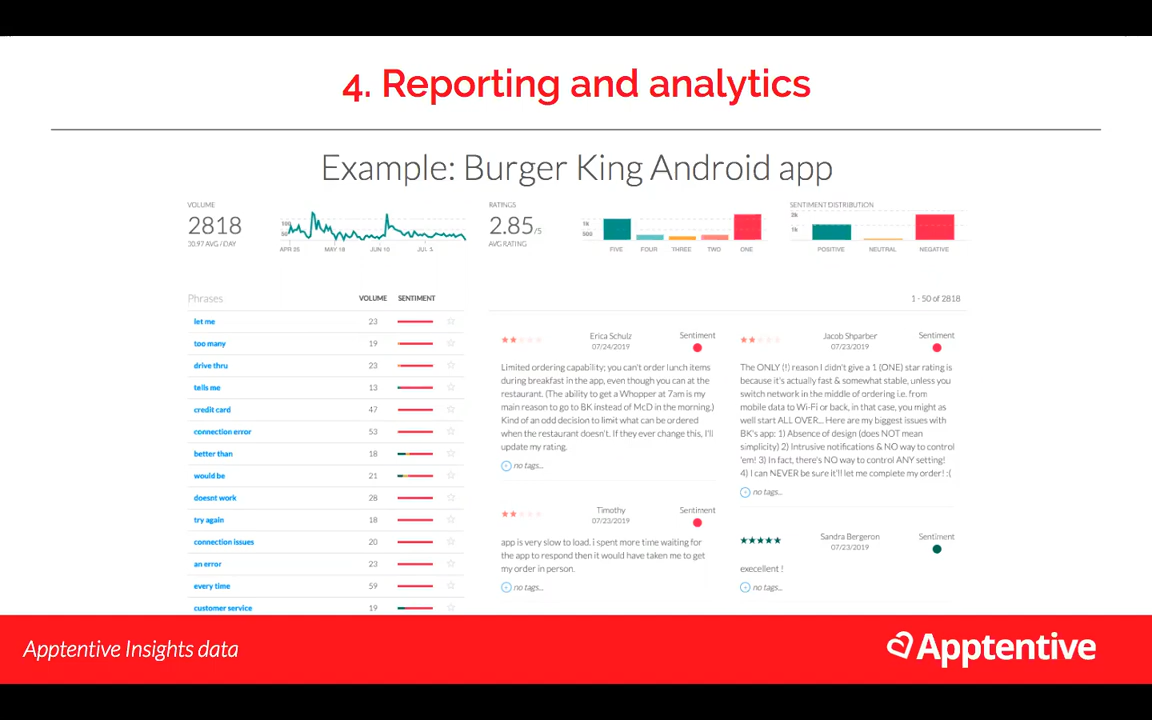 4. Reporting and analytics
Example: Burger King Android app
VOLUME
2818
30.97 AVG / DAY
100
50
APR 25 MAY 18 JUN 10 JUL 5
RATINGS
2.85/5
AVG RATING
1k
500
FIVE FOUR THREE TWO ONE
SENTIMENT DISTRIBUTION
2k
1k
POSITIVE NEUTRAL NEGATIVE
Phrases VOLUME SENTIMENT
let me 23
too many 19
drive thru 23
tells me 13
credit card 47
connection error 53
better than 18
would be 21
doesnt work 28
try again 18
connection issues 20
an error 23
every time 59
customer service 19
1 - 50 of 2818
Erica Schulz
07/24/2019
Sentiment
Limited ordering capability; you can't order lunch items
during breakfast in the app, even though you can at the
restaurant. (The ability to get a Whopper at 7am is my
main reason to go to BK instead of McD in the morning.)
Kind of an odd decision to limit what can be ordered
when the restaurant doesn't. If they ever change this, I'll
update my rating.
no tags...
Timothy
07/23/2019
Sentiment
app is very slow to load. i spent more time waiting for
the app to respond then it would have taken me to get
my order in person.
no tags...
Jacob Shparber
07/23/2019
Sentiment
The ONLY (!) reason I didn't give a 1 (ONE) star rating is
because it's actually fast & somewhat stable, unless you
switch network in the middle of ordering i.e. from
mobile data to Wi-Fi or back, in that case, you might as
well start ALL OVER... Here are my biggest issues with
BK's app: 1) Absence of design (does NOT mean
simplicity) 2) Intrusive notifications & NO way to control
'em! 3) In fact, there's NO way to control ANY setting!
4) I can NEVER be sure it'll let me complete my order! :(
no tags...
Sandra Bergeron
07/23/2019
Sentiment
execellent !
no tags...
Apptentive Insights data
Apptentive